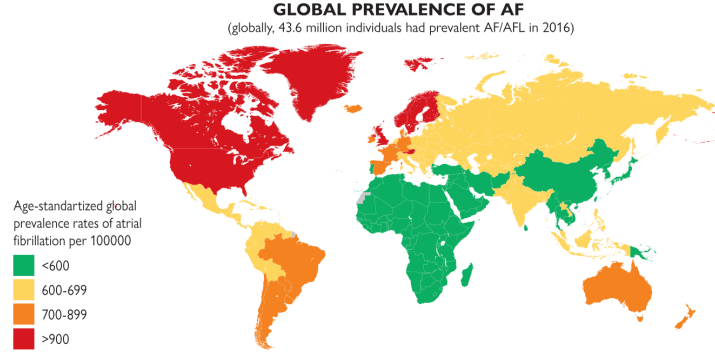 GLOBAL PREVALENCE OF AF
(globally, 43.6 million individuals had prevalent AF/AFL in 2016)
Age-standartized global
prevalence rates of atrial
fibrillation per 100000
<600
600-699
700-899
>900